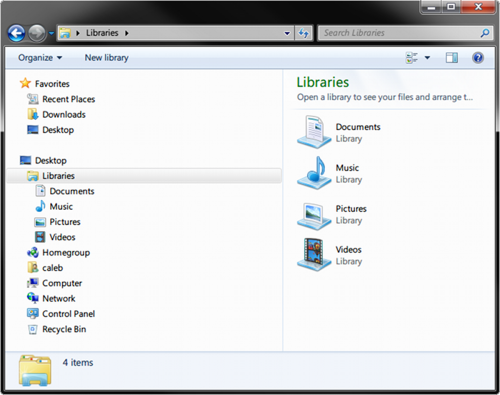 Libraries
Search Libraries
Organize
New library
Favorites
Recent Places
Downloads
Desktop
Desktop
Libraries
Documents
Music
Pictures
Videos
Homegroup
caleb
Computer
Network
Control Panel
Recycle Bin
Libraries
Open a library to see your files and arrange t...
Documents
Library
Music
Library
Pictures
Library
Videos
Library
4 items